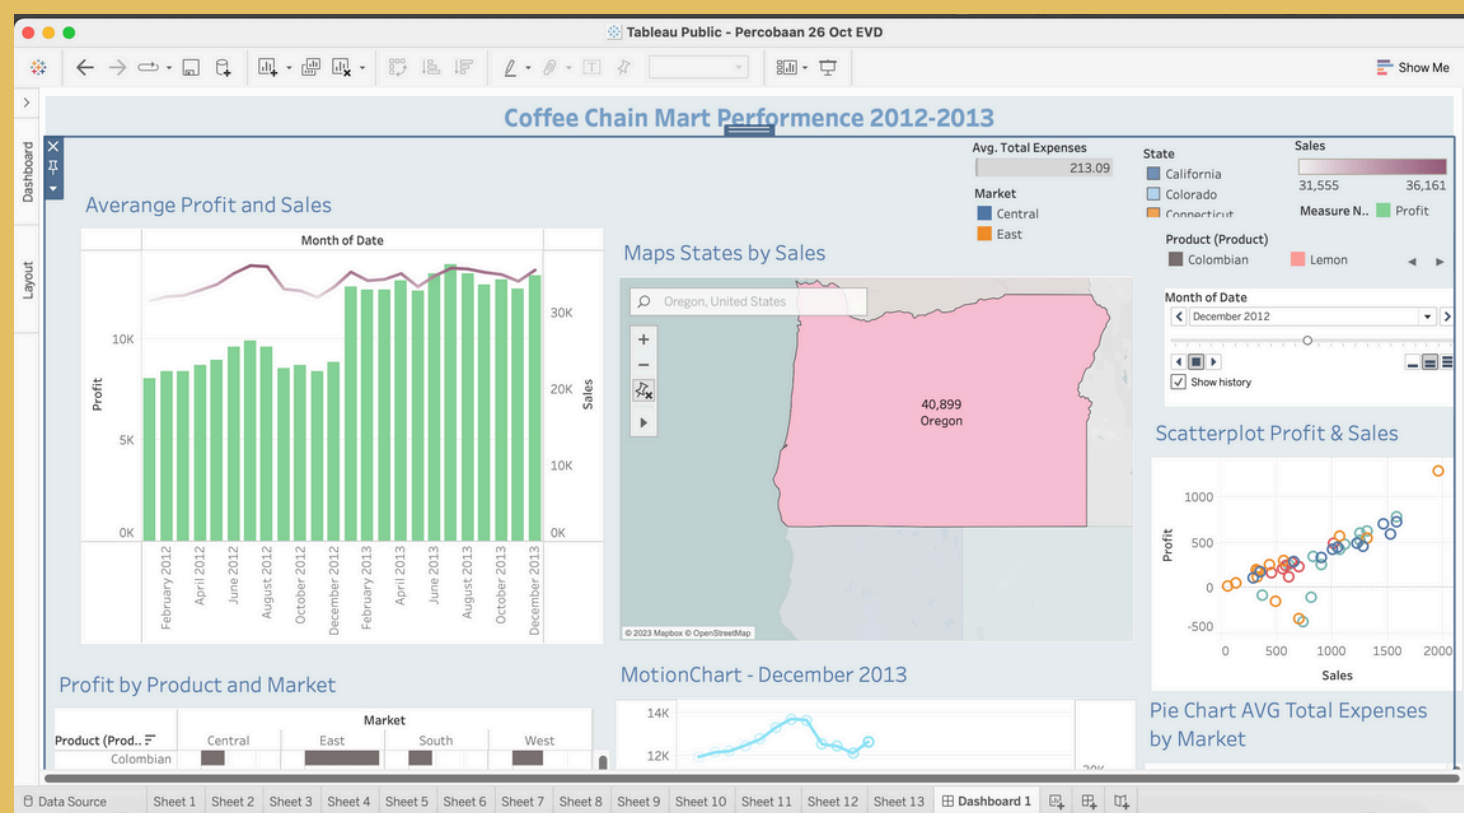 Tableau Public - Percobaan 26 Oct EVD
Show Me
Dashboard
Layout
Coffee Chain Mart Performence 2012-2013
Avg. Total Expenses
213.09
Market
Central
East
State
California
Colorado
Connecticut
Sales
31,555 36,161
Measure N.. Profit
Product (Product)
Colombian Lemon
Month of Date
December 2012
Show history
Averange Profit and Sales
Month of Date
Profit
10K
5K
0K
Sales
30K
20K
10K
0K
February 2012
April 2012
June 2012
August 2012
October 2012
December 2012
February 2013
April 2013
June 2013
August 2013
October 2013
December 2013
Maps States by Sales
Oregon, United States
40,899
Oregon
© 2023 Mapbox © OpenStreetMap
Scatterplot Profit & Sales
Profit
1000
500
0
-500
0 500 1000 1500 2000
Sales
Profit by Product and Market
Market
Product (Prod.. Central East South West
Colombian
MotionChart - December 2013
14K
12K
20K
Pie Chart AVG Total Expenses
by Market
Data Source Sheet 1 Sheet 2 Sheet 3 Sheet 4 Sheet 5 Sheet 6 Sheet 7 Sheet 8 Sheet 9 Sheet 10 Sheet 11 Sheet 12 Sheet 13 Dashboard 1